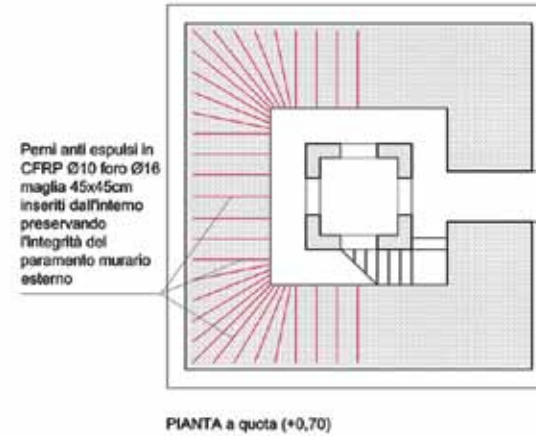 Perni anti espulsi in
CFRP Ø10 foro Ø16
maglia 45x45cm
inseriti dall'interno
preservando
l'integrità del
paramento murario
esterno
PIANTA a quota (+0,70)